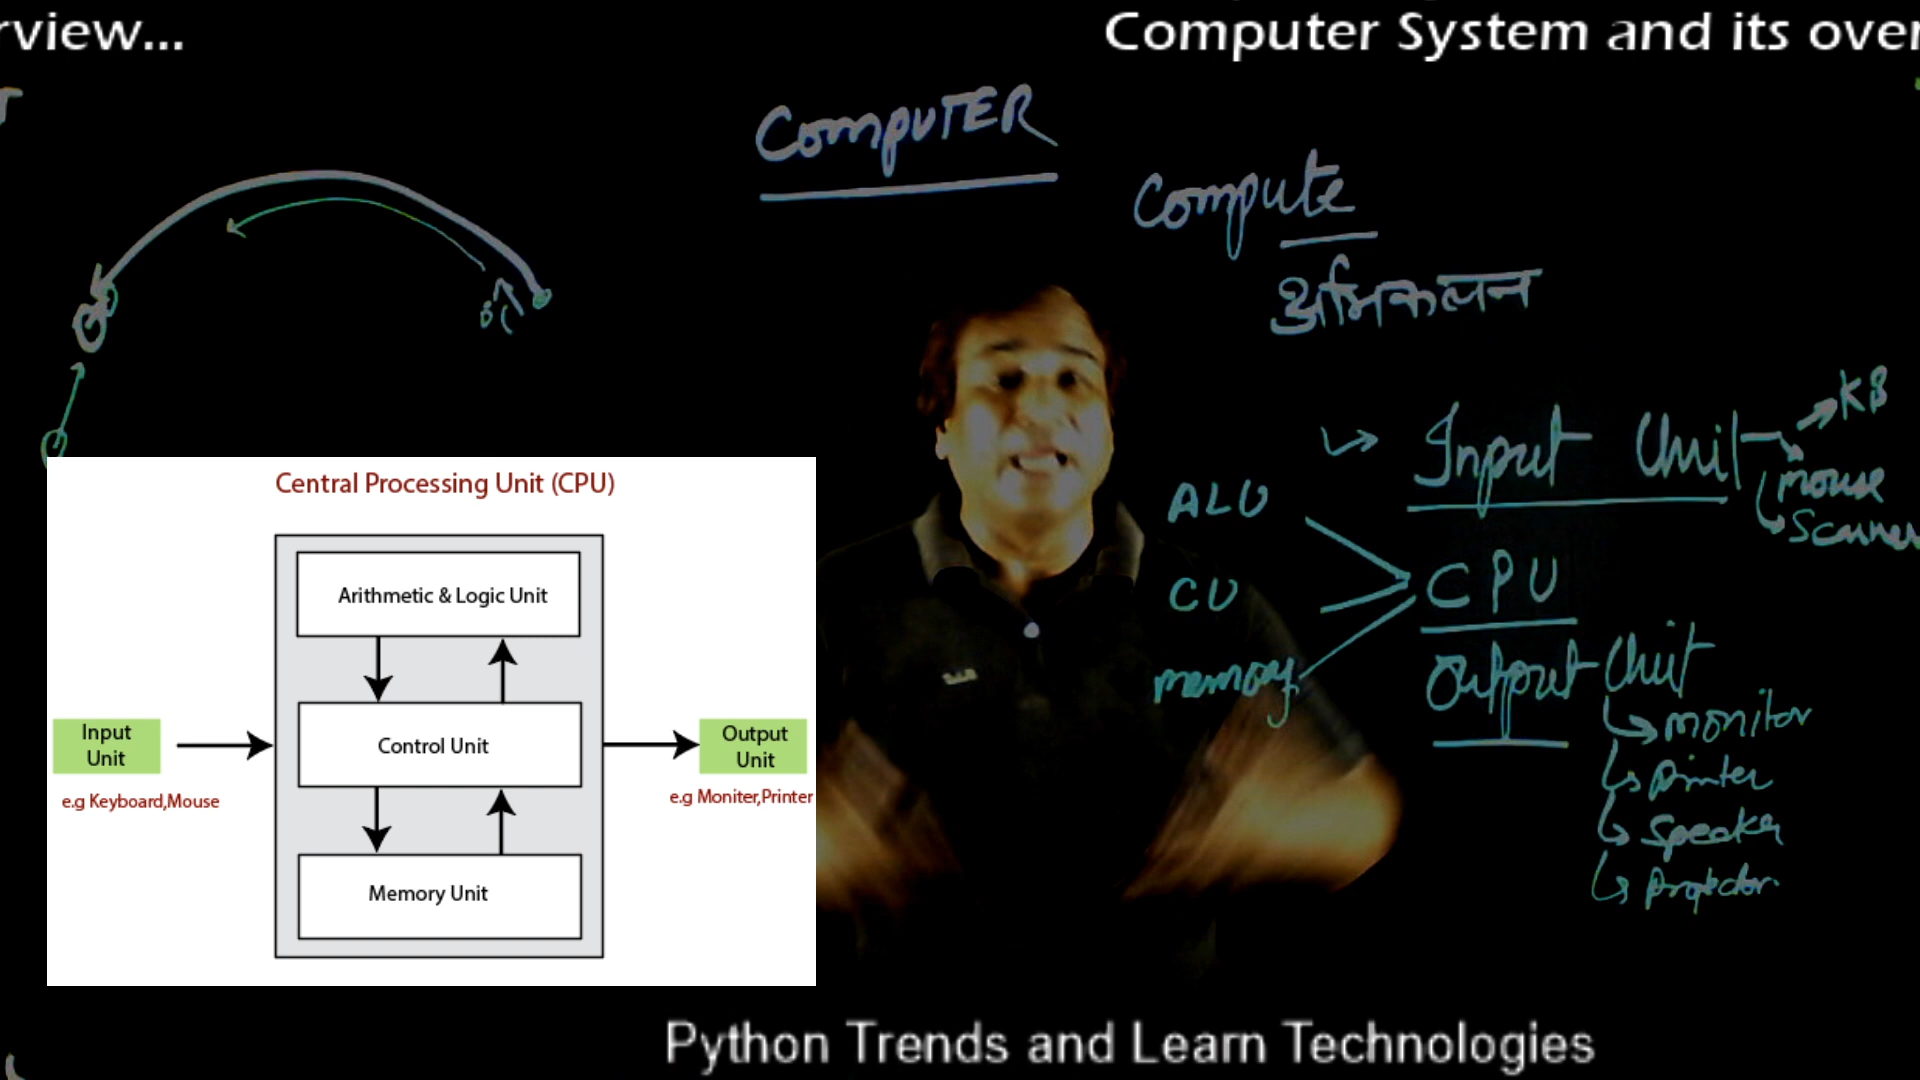 rview...
Computer System and its over
COMPUTER
Compute
अभिकलन
Input Unit
KB
mouse
Scanner
ALU
CU
memory
CPU
Output Unit
monitor
printer
Speaker
projector
Central Processing Unit (CPU)
Arithmetic & Logic Unit
Input
Unit
Control Unit
Output
Unit
e.g Keyboard,Mouse
e.g Moniter,Printer
Memory Unit
Python Trends and Learn Technologies